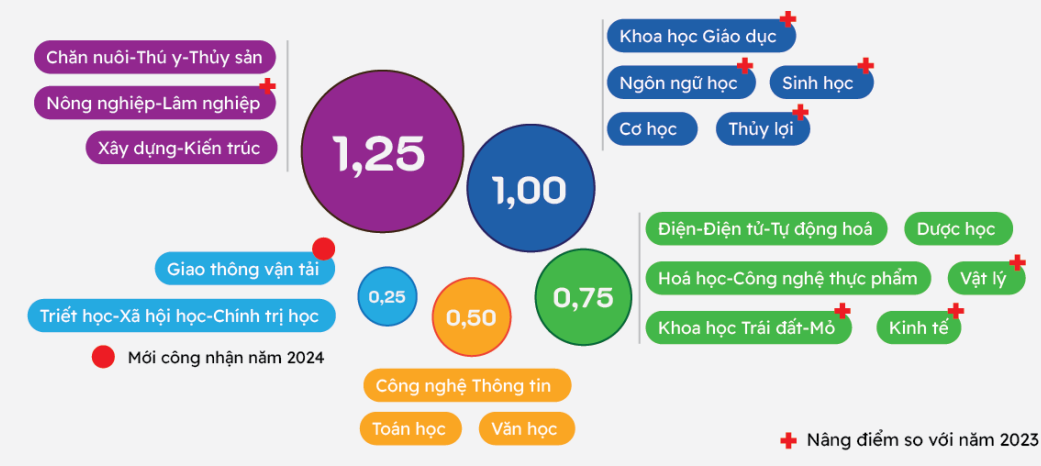 Chăn nuôi-Thú y-Thủy sản
Nông nghiệp-Lâm nghiệp
Xây dựng-Kiến trúc
1,25
1,00
Khoa học Giáo dục
Ngôn ngữ học
Sinh học
Cơ học
Thủy lợi
Giao thông vận tải
Triết học-Xã hội học-Chính trị học
Mới công nhận năm 2024
0,25
0,50
0,75
Điện-Điện tử-Tự động hoá
Dược học
Hoá học-Công nghệ thực phẩm
Vật lý
Khoa học Trái đất-Mỏ
Kinh tế
Công nghệ Thông tin
Toán học
Văn học
Nâng điểm so với năm 2023